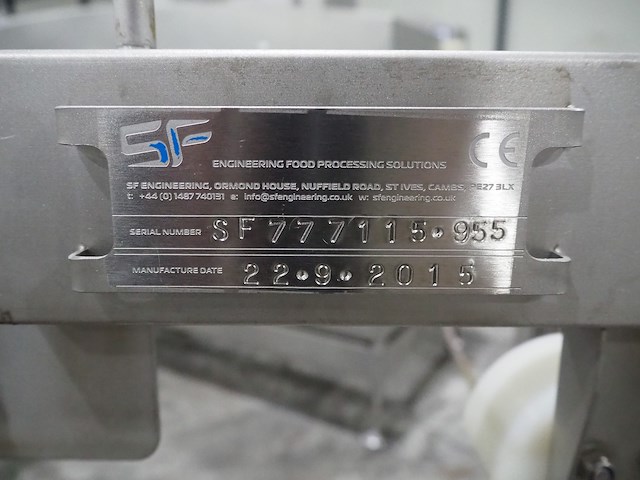 SF
CE
ENGINEERING FOOD PROCESSING SOLUTIONS
SF ENGINEERING, ORMOND HOUSE, NUFFIELD ROAD, ST IVES, CAMBS, PE27 3LX
t: +44 (0) 1487 740131 e: info@sfengineering.co.uk w: sfengineering.co.uk
SERIAL NUMBER SF777115.955
MANUFACTURE DATE 22.9.2015